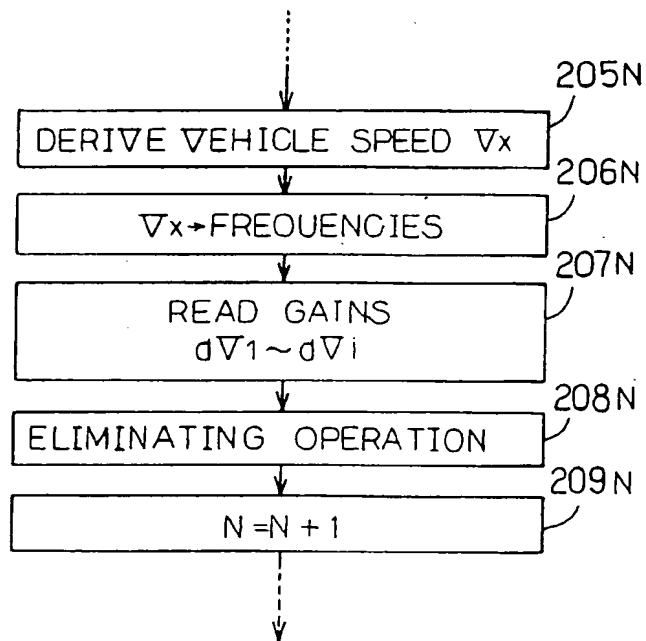 205N
DERIVE VEHICLE SPEED Vx
206N
Vx→FREQUENCIES
207N
READ GAINS
dV1~dVi
208N
ELIMINATING OPERATION
209N
N=N+1